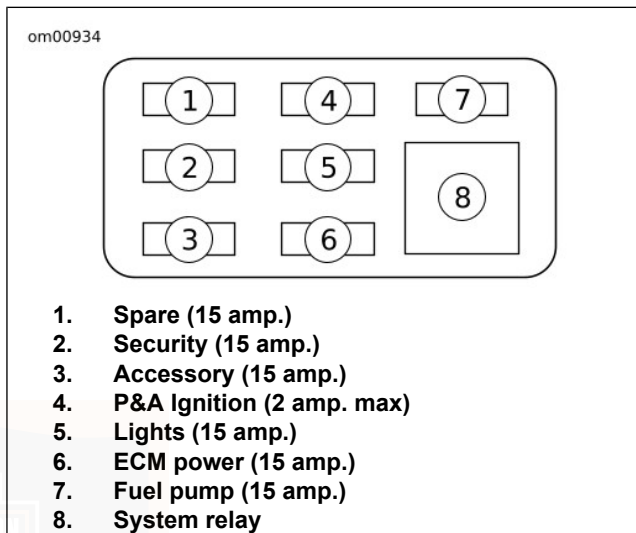 om00934
1 4 7
2 5 8
3 6
1. Spare (15 amp.)
2. Security (15 amp.)
3. Accessory (15 amp.)
4. P&A Ignition (2 amp. max)
5. Lights (15 amp.)
6. ECM power (15 amp.)
7. Fuel pump (15 amp.)
8. System relay